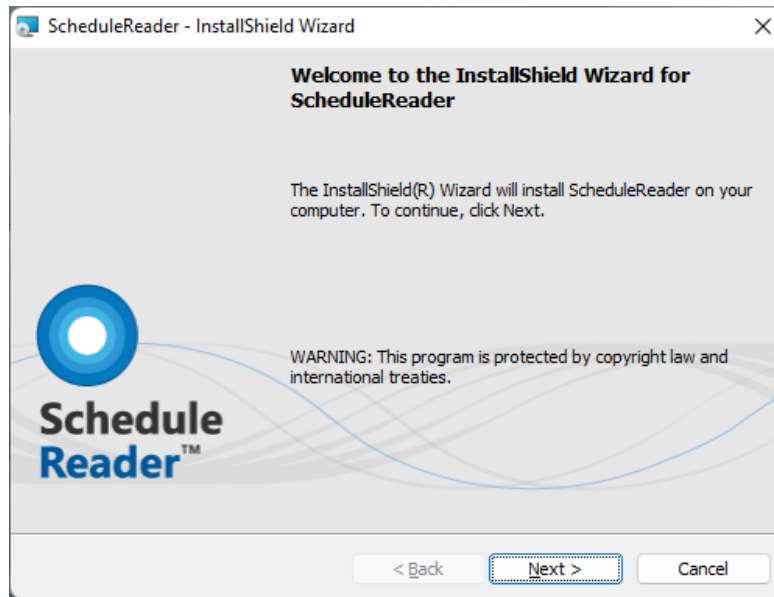 ScheduleReader - InstallShield Wizard
Welcome to the InstallShield Wizard for
ScheduleReader
The InstallShield(R) Wizard will install ScheduleReader on your
computer. To continue, click Next.
WARNING: This program is protected by copyright law and
international treaties.
Schedule
Reader™
< Back
Next >
Cancel